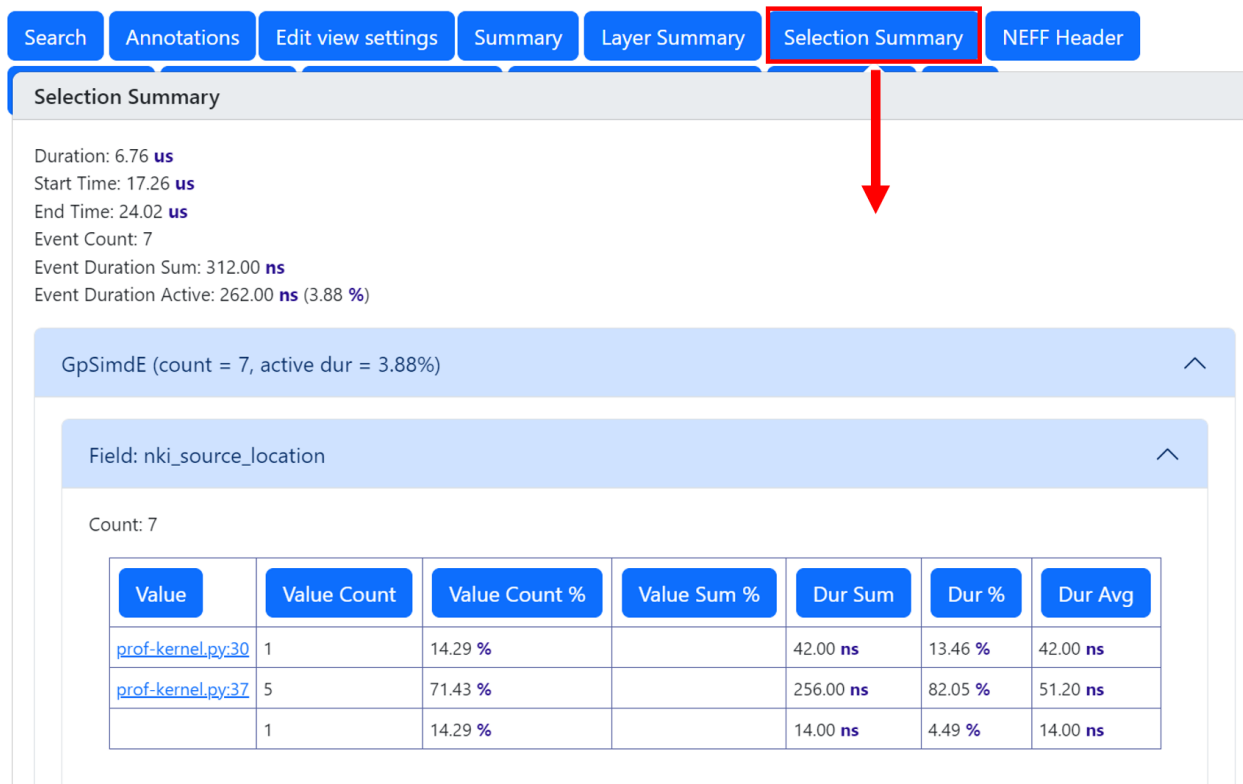 Search Annotations Edit view settings Summary Layer Summary Selection Summary NEFF Header
Selection Summary
Duration: 6.76 us
Start Time: 17.26 us
End Time: 24.02 us
Event Count: 7
Event Duration Sum: 312.00 ns
Event Duration Active: 262.00 ns (3.88 %)
GpSimdE (count = 7, active dur = 3.88%)
Field: nki_source_location
Count: 7
Value Value Count Value Count % Value Sum % Dur Sum Dur % Dur Avg
prof-kernel.py:30 1 14.29 % 42.00 ns 13.46 % 42.00 ns
prof-kernel.py:37 5 71.43 % 256.00 ns 82.05 % 51.20 ns
1 14.29 % 14.00 ns 4.49 % 14.00 ns